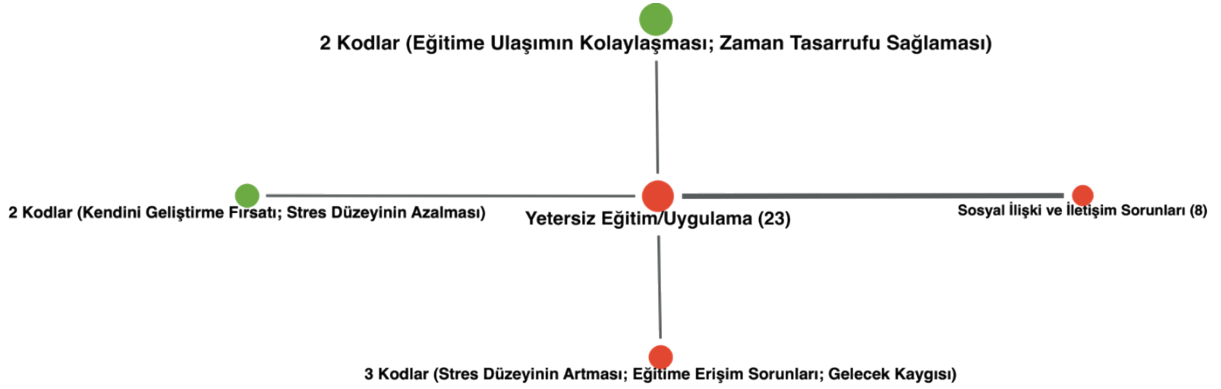 2 Kodlar (Eğitime Ulaşımın Kolaylaşması; Zaman Tasarrufu Sağlaması)
2 Kodlar (Kendini Geliştirme Fırsatı; Stres Düzeyinin Azalması)
Yetersiz Eğitim/Uygulama (23)
Sosyal İlişki ve İletişim Sorunları (8)
3 Kodlar (Stres Düzeyinin Artması; Eğitime Erişim Sorunları; Gelecek Kaygısı)